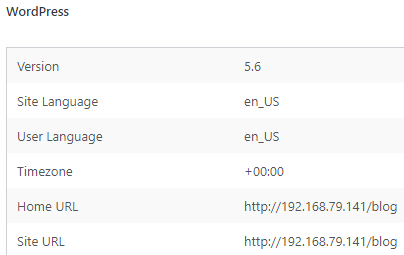 WordPress
Version 5.6
Site Language en_US
User Language en_US
Timezone +00:00
Home URL http://192.168.79.141/blog
Site URL http://192.168.79.141/blog